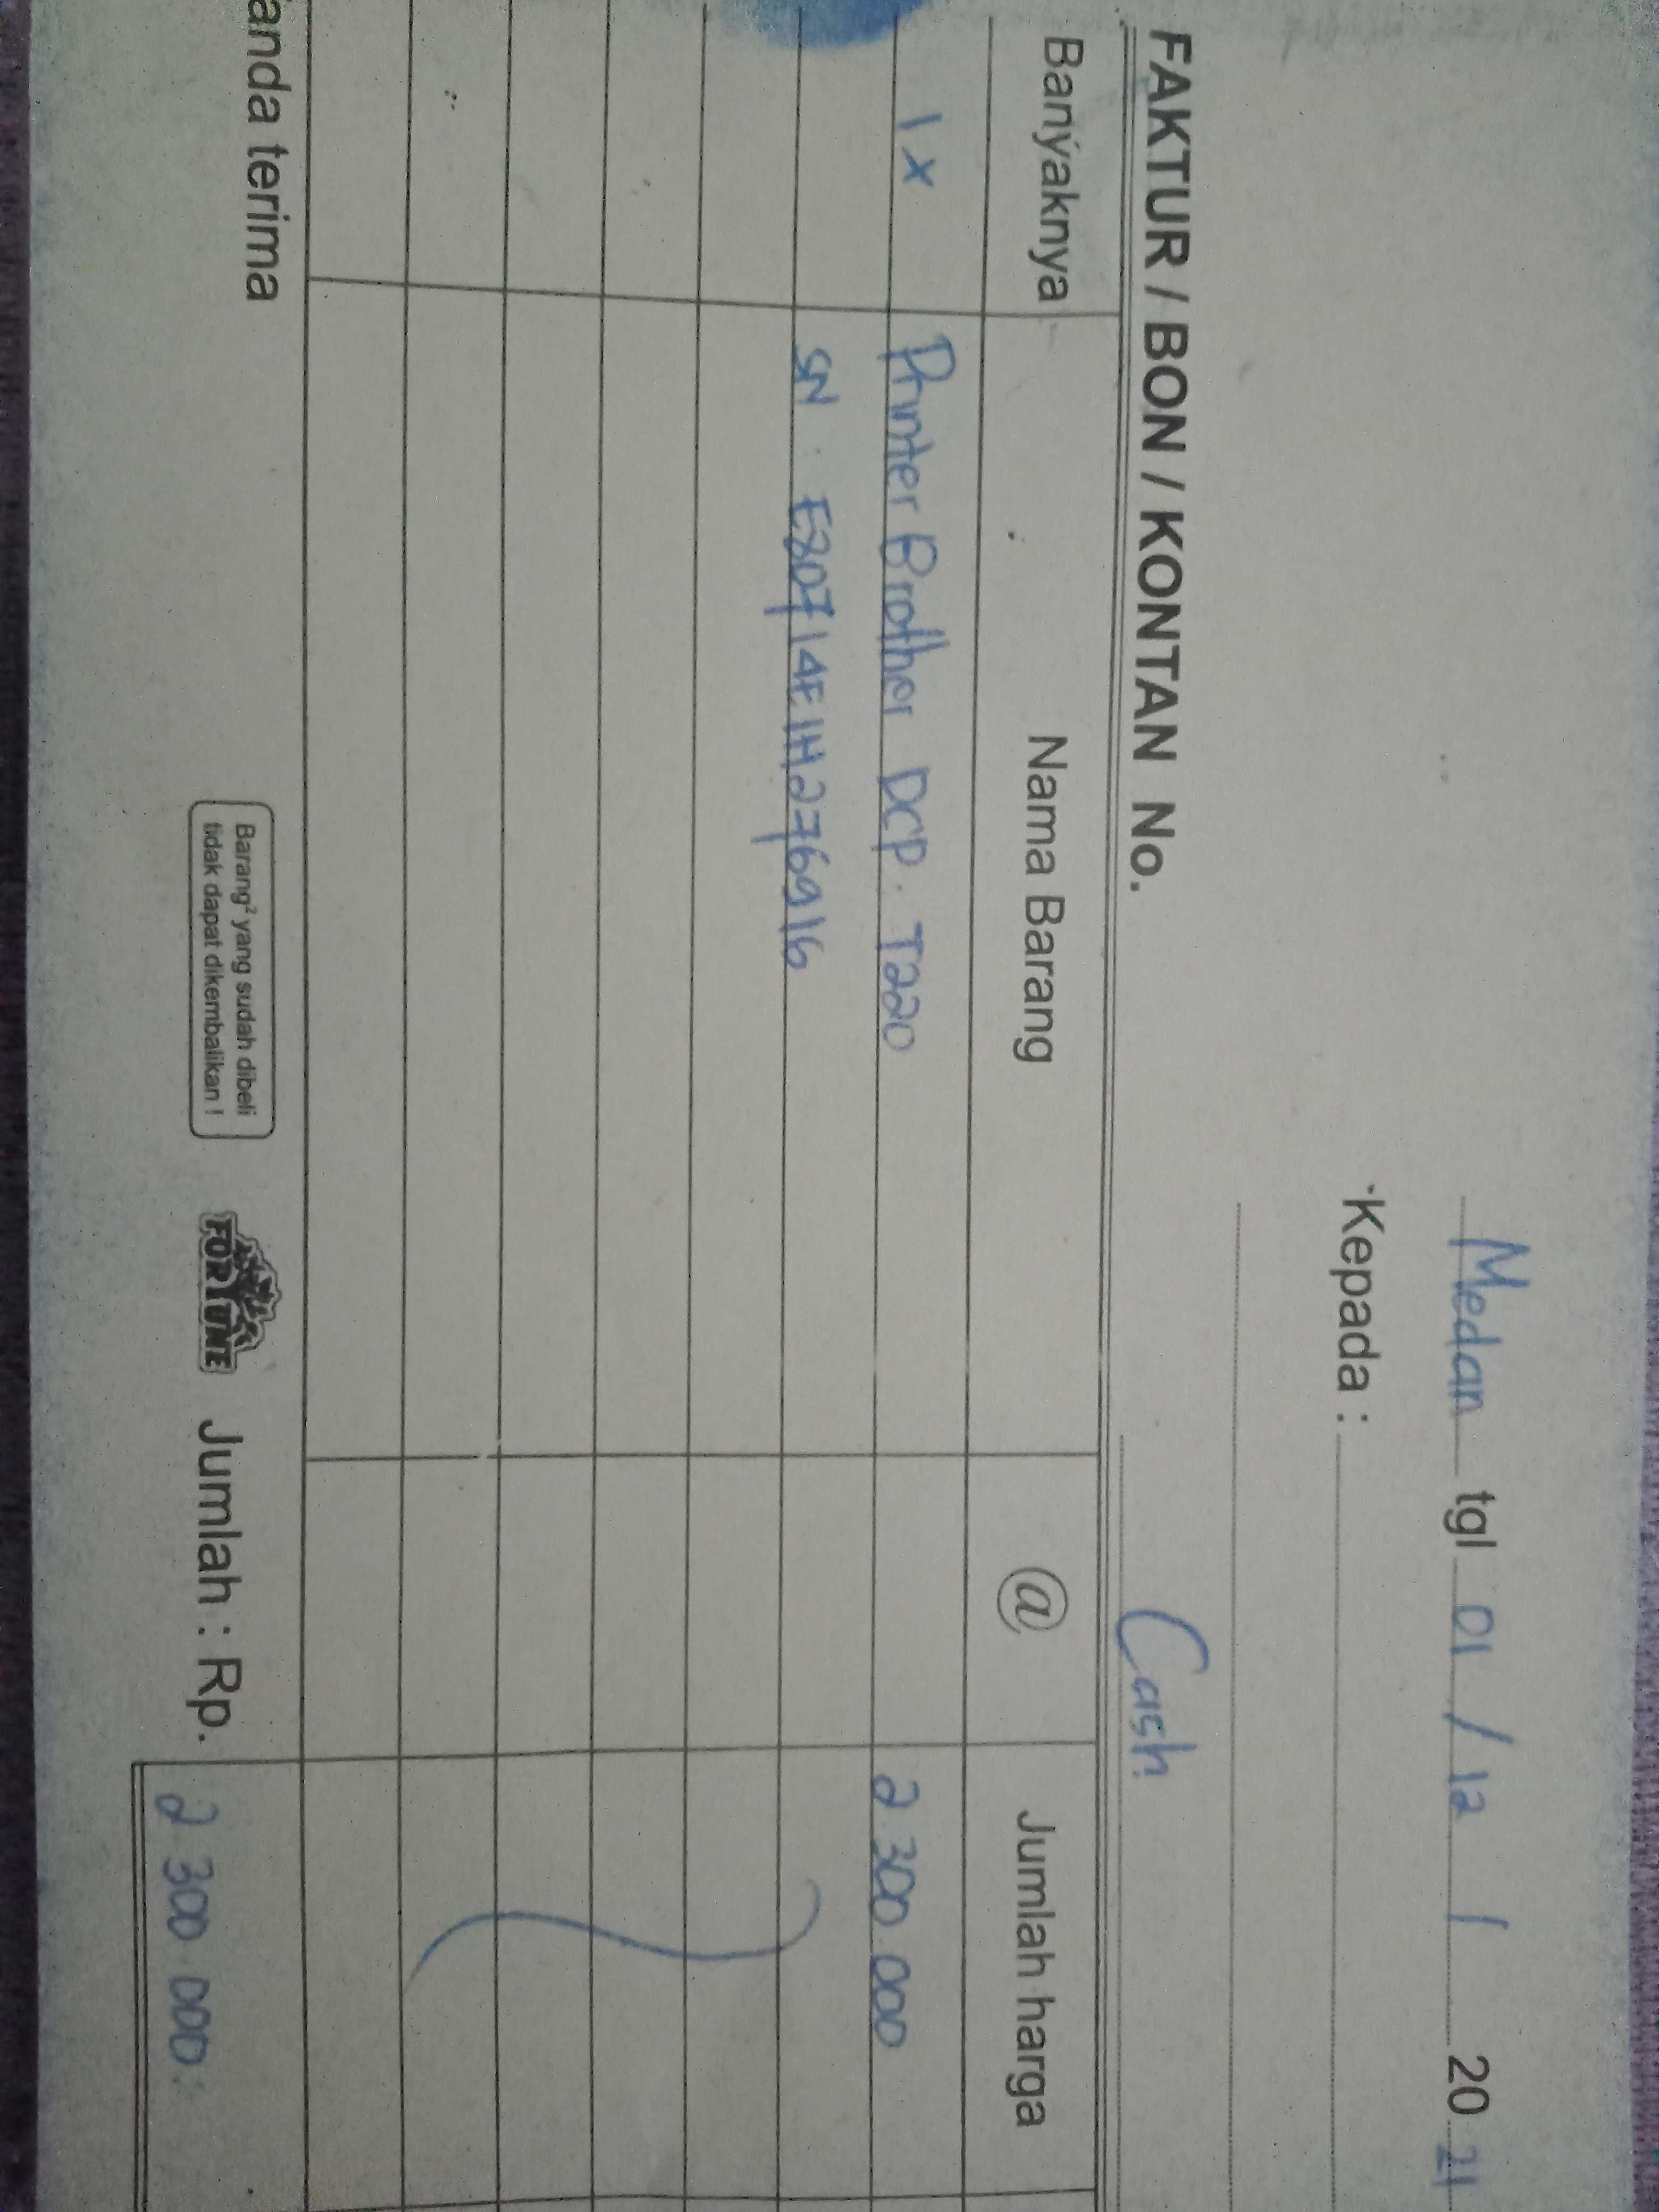 Medan tgl 01 / 12 / 20 21
Kepada :
Cash
FAKTUR / BON / KONTAN No.
Banyaknya Nama Barang @ Jumlah harga
1 x Printer Brother DCP. T220 2.300.000
SN : E80714E1H276916
anda terima
Barang² yang sudah dibeli
tidak dapat dikembalikan !
FORTUNE
Jumlah : Rp. 2.300.000